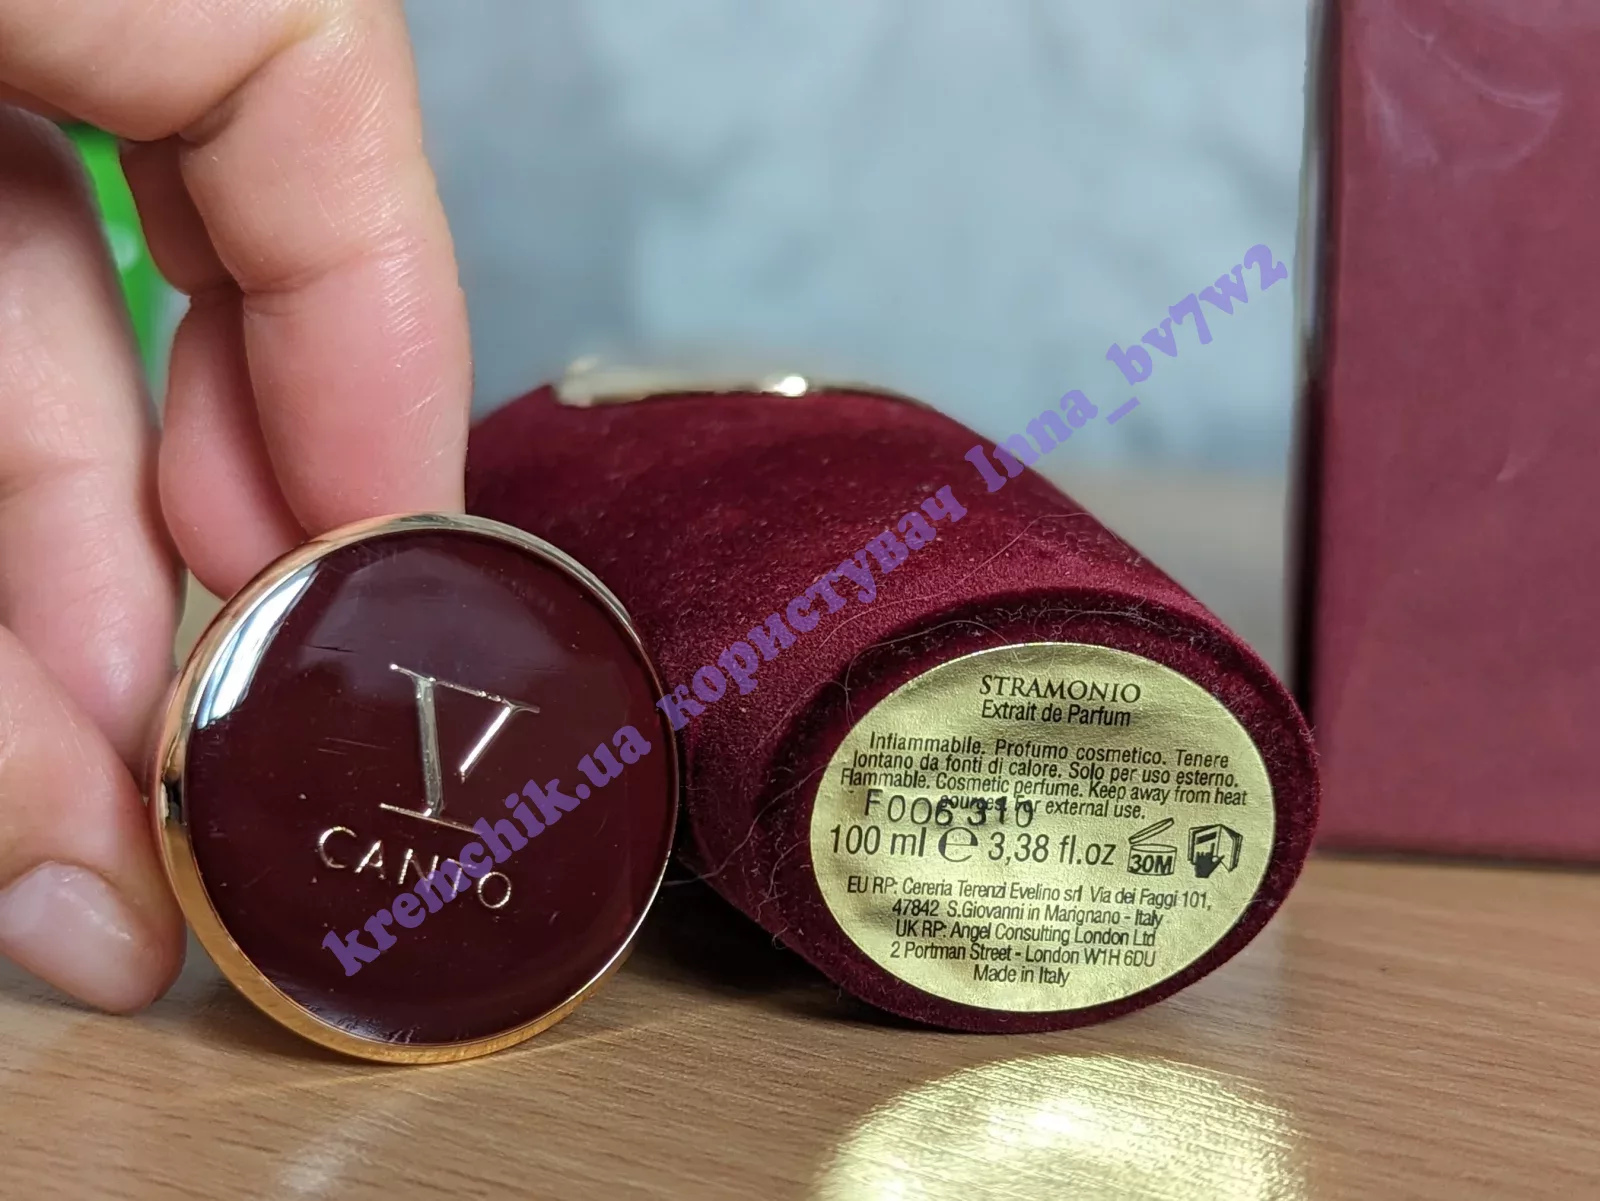 CANTO
STRAMONIO
Extrait de Parfum
Infiammabile. Profumo cosmetico. Tenere
lontano da fonti di calore. Solo per uso esterno.
Flammable. Cosmetic perfume. Keep away from heat
sources. For external use.
F006310
100 ml e 3,38 fl.oz 30M
EU RP: Cereria Terenzi Evelino srl Via dei Faggi 101,
47842 S.Giovanni in Marignano - Italy
UK RP: Angel Consulting London Ltd
2 Portman Street - London W1H 6DU
Made in Italy
kremchik.ua користувач Inna_bv7w2